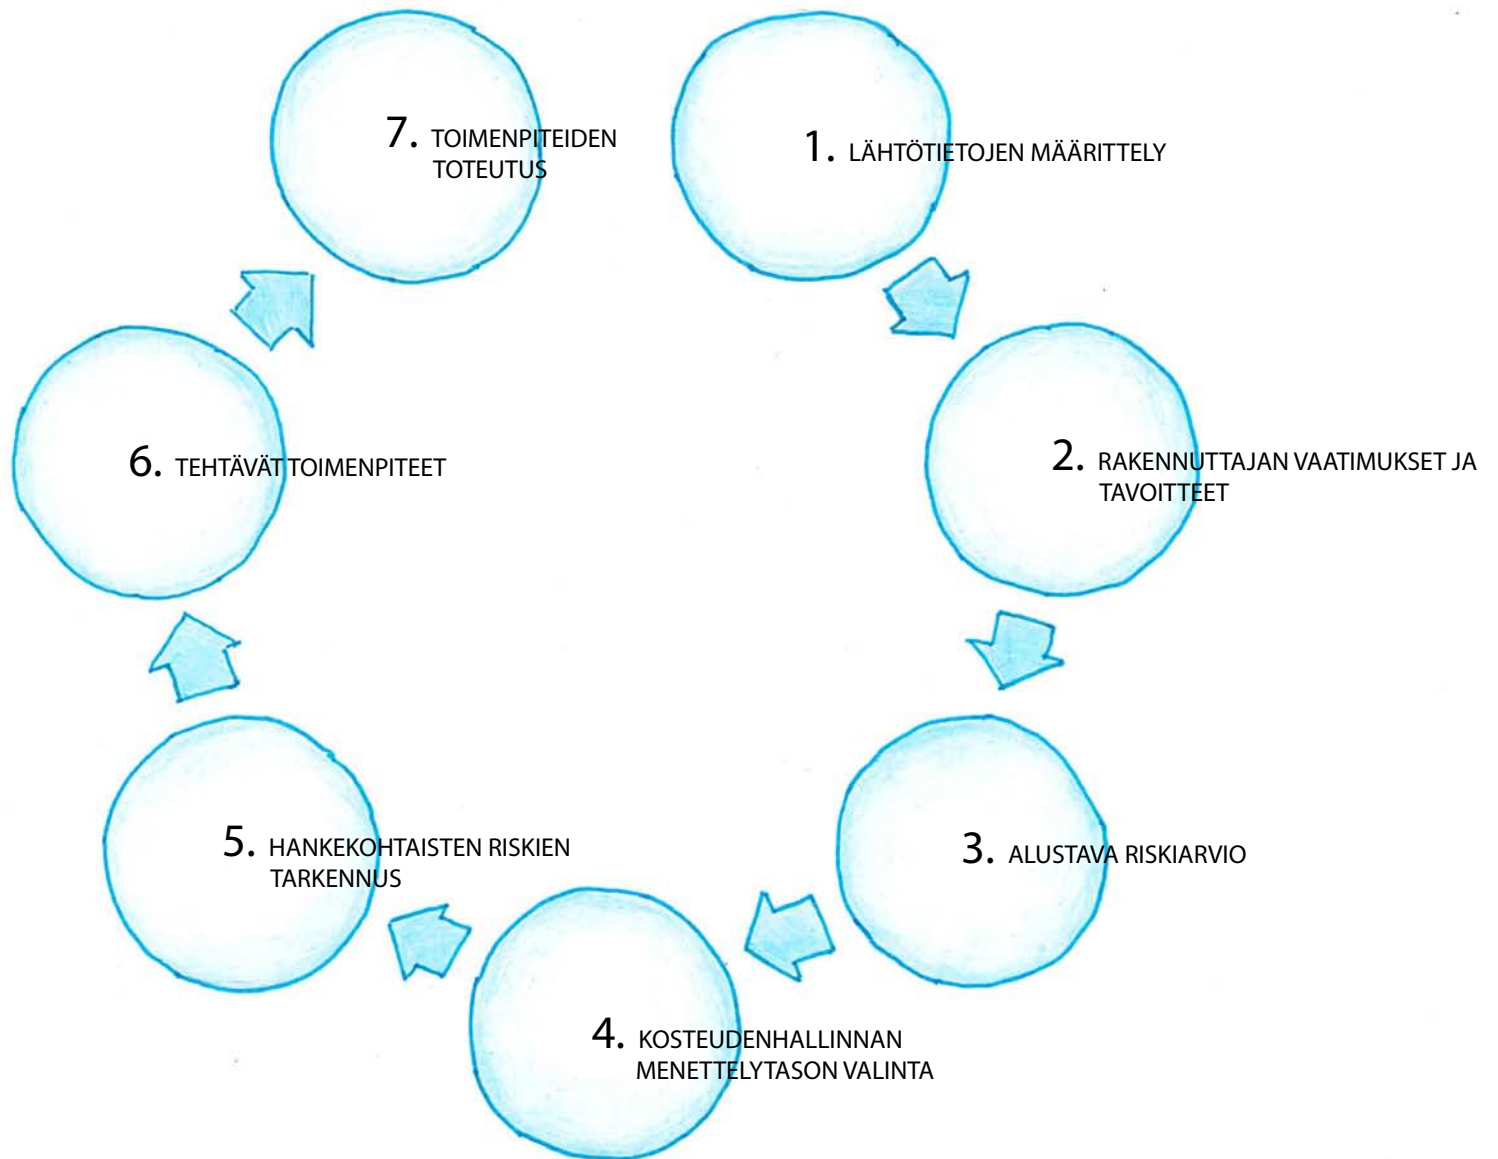 1. LÄHTÖTIETOJEN MÄÄRITTELY
2. RAKENNUTTAJAN VAATIMUKSET JA
TAVOITTEET
3. ALUSTAVA RISKIARVIO
4. KOSTEUDENHALLINNAN
MENETTELYTASON VALINTA
5. HANKEKOHTAISTEN RISKIEN
TARKENNUS
6. TEHTÄVÄT TOIMENPITEET
7. TOIMENPITEIDEN
TOTEUTUS